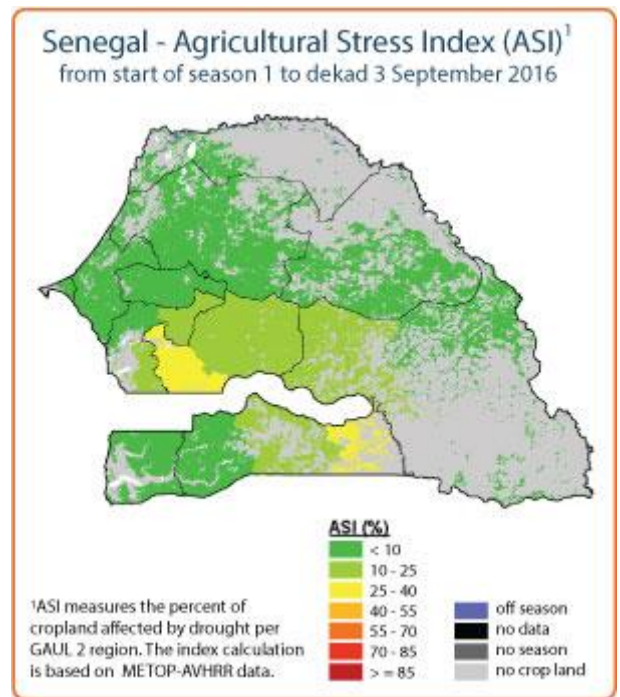 Senegal - Agricultural Stress Index (ASI)¹
from start of season 1 to dekad 3 September 2016
ASI (%)
< 10
10 - 25
25 - 40
40 - 55
55 - 70
70 - 85
> = 85
off season
no data
no season
no crop land
¹ASI measures the percent of
cropland affected by drought per
GAUL 2 region. The index calculation
is based on METOP-AVHRR data.